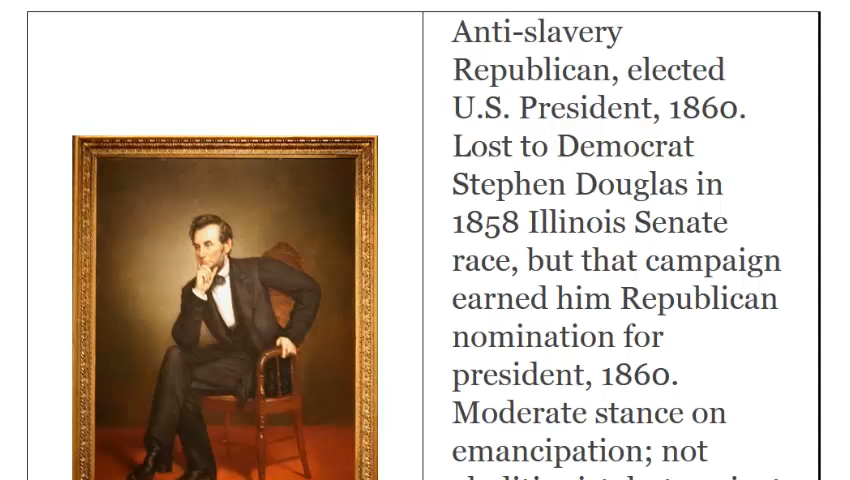 Anti-slavery
Republican, elected
U.S. President, 1860.
Lost to Democrat
Stephen Douglas in
1858 Illinois Senate
race, but that campaign
earned him Republican
nomination for
president, 1860.
Moderate stance on
emancipation; not